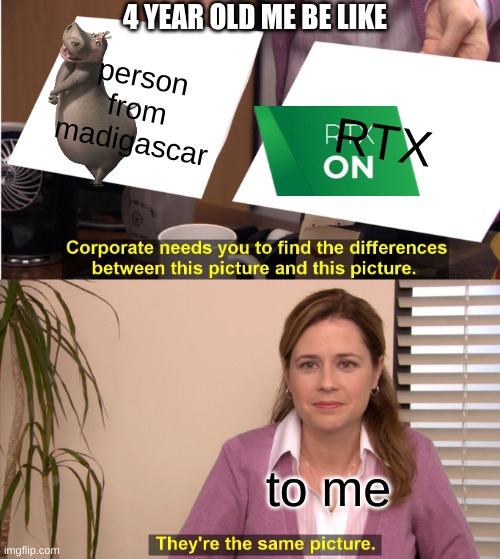 4 YEAR OLD ME BE LIKE
person
from
madigascar
RTX
ON
RTX
Corporate needs you to find the differences
between this picture and this picture.
to me
They're the same picture.
imgflip.com